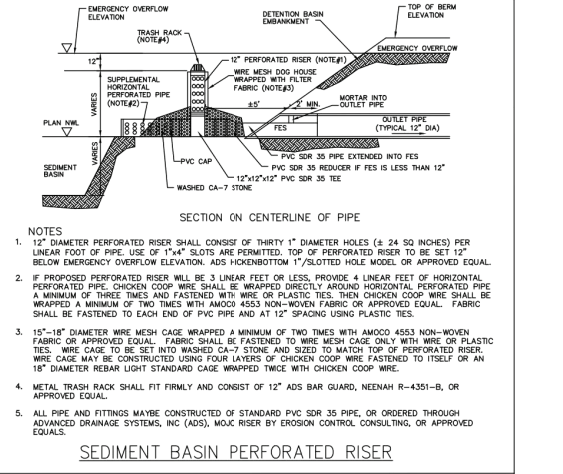 EMERGENCY OVERFLOW
ELEVATION
TOP OF BERM
ELEVATION
DETENTION BASIN
EMBANKMENT
TRASH RACK
(NOTE#4)
EMERGENCY OVERFLOW
12"
12" PERFORATED RISER (NOTE#1)
WIRE MESH DOG HOUSE
WRAPPED WITH FILTER
FABRIC (NOTE#3)
SUPPLEMENTAL
HORIZONTAL
PERFORATED PIPE
(NOTE#2)
VARIES
±5'
2' MIN.
MORTAR INTO
OUTLET PIPE
PLAN NWL
FES
OUTLET PIPE
(TYPICAL 12" DIA)
VARIES
SEDIMENT
BASIN
PVC CAP
PVC SDR 35 PIPE EXTENDED INTO FES
PVC SDR 35 REDUCER IF FES IS LESS THAN 12"
12"x12"x12" PVC SDR 35 TEE
WASHED CA-7 STONE
SECTION ON CENTERLINE OF PIPE
NOTES
1. 12" DIAMETER PERFORATED RISER SHALL CONSIST OF THIRTY 1" DIAMETER HOLES (± 24 SQ INCHES) PER
LINEAR FOOT OF PIPE. USE OF 1"x4" SLOTS ARE PERMITTED. TOP OF PERFORATED RISER TO BE SET 12"
BELOW EMERGENCY OVERFLOW ELEVATION. ADS HICKENBOTTOM 1"/SLOTTED HOLE MODEL OR APPROVED EQUAL.
2. IF PROPOSED PERFORATED RISER WILL BE 3 LINEAR FEET OR LESS, PROVIDE 4 LINEAR FEET OF HORIZONTAL
PERFORATED PIPE. CHICKEN COOP WIRE SHALL BE WRAPPED DIRECTLY AROUND HORIZONTAL PERFORATED PIPE
A MINIMUM OF THREE TIMES AND FASTENED WITH WIRE OR PLASTIC TIES. THEN CHICKEN COOP WIRE SHALL BE
WRAPPED A MINIMUM OF TWO TIMES WITH AMOCO 4553 NON-WOVEN FABRIC OR APPROVED EQUAL. FABRIC
SHALL BE FASTENED TO EACH END OF PVC PIPE AND AT 12" SPACING USING PLASTIC TIES.
3. 15"-18" DIAMETER WIRE MESH CAGE WRAPPED A MINIMUM OF TWO TIMES WITH AMOCO 4553 NON-WOVEN
FABRIC OR APPROVED EQUAL. FABRIC SHALL BE FASTENED TO WIRE MESH CAGE ONLY WITH WIRE OR PLASTIC
TIES. WIRE CAGE TO BE SET INTO WASHED CA-7 STONE AND SIZED TO MATCH TOP OF PERFORATED RISER.
WIRE CAGE MAY BE CONSTRUCTED USING FOUR LAYERS OF CHICKEN COOP WIRE FASTENED TO ITSELF OR AN
18" DIAMETER REBAR LIGHT STANDARD CAGE WRAPPED TWICE WITH CHICKEN COOP WIRE.
4. METAL TRASH RACK SHALL FIT FIRMLY AND CONSIST OF 12" ADS BAR GUARD, NEENAH R-4351-B, OR
APPROVED EQUAL.
5. ALL PIPE AND FITTINGS MAYBE CONSTRUCTED OF STANDARD PVC SDR 35 PIPE, OR ORDERED THROUGH
ADVANCED DRAINAGE SYSTEMS, INC (ADS), MOJO RISER BY EROSION CONTROL CONSULTING, OR APPROVED
EQUALS.
SEDIMENT BASIN PERFORATED RISER